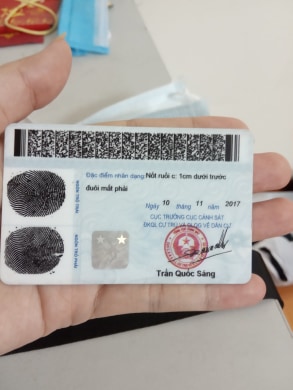 Đặc điểm nhân dạng: Nốt ruồi c: 1cm dưới trước
đuôi mắt phải
Ngày 10 tháng 11 năm 2017
CỤC TRƯỞNG CỤC CẢNH SÁT
ĐKQL CƯ TRÚ VÀ DLQG VỀ DÂN CƯ
NGÓN TRỎ TRÁI
NGÓN TRỎ PHẢI
Trần Quốc Sáng